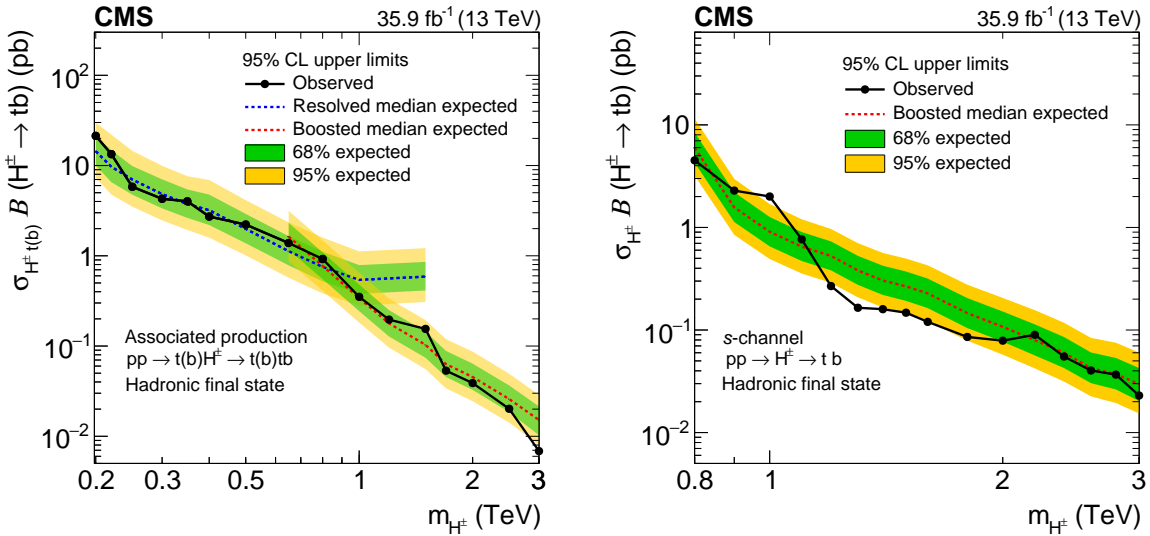 CMS 35.9 fb⁻¹ (13 TeV)
95% CL upper limits
Observed
Resolved median expected
Boosted median expected
68% expected
95% expected
σ_{H± t(b)} B (H± → tb) (pb)
10²
10
1
10⁻¹
10⁻²
Associated production
pp → t(b)H± → t(b)tb
Hadronic final state
0.2 0.3 0.4 0.5 1 2 3
m_{H±} (TeV)
CMS 35.9 fb⁻¹ (13 TeV)
95% CL upper limits
Observed
Boosted median expected
68% expected
95% expected
σ_{H±} B (H± → tb) (pb)
10
1
10⁻¹
10⁻²
s-channel
pp → H± → t b
Hadronic final state
0.8 1 2 3
m_{H±} (TeV)